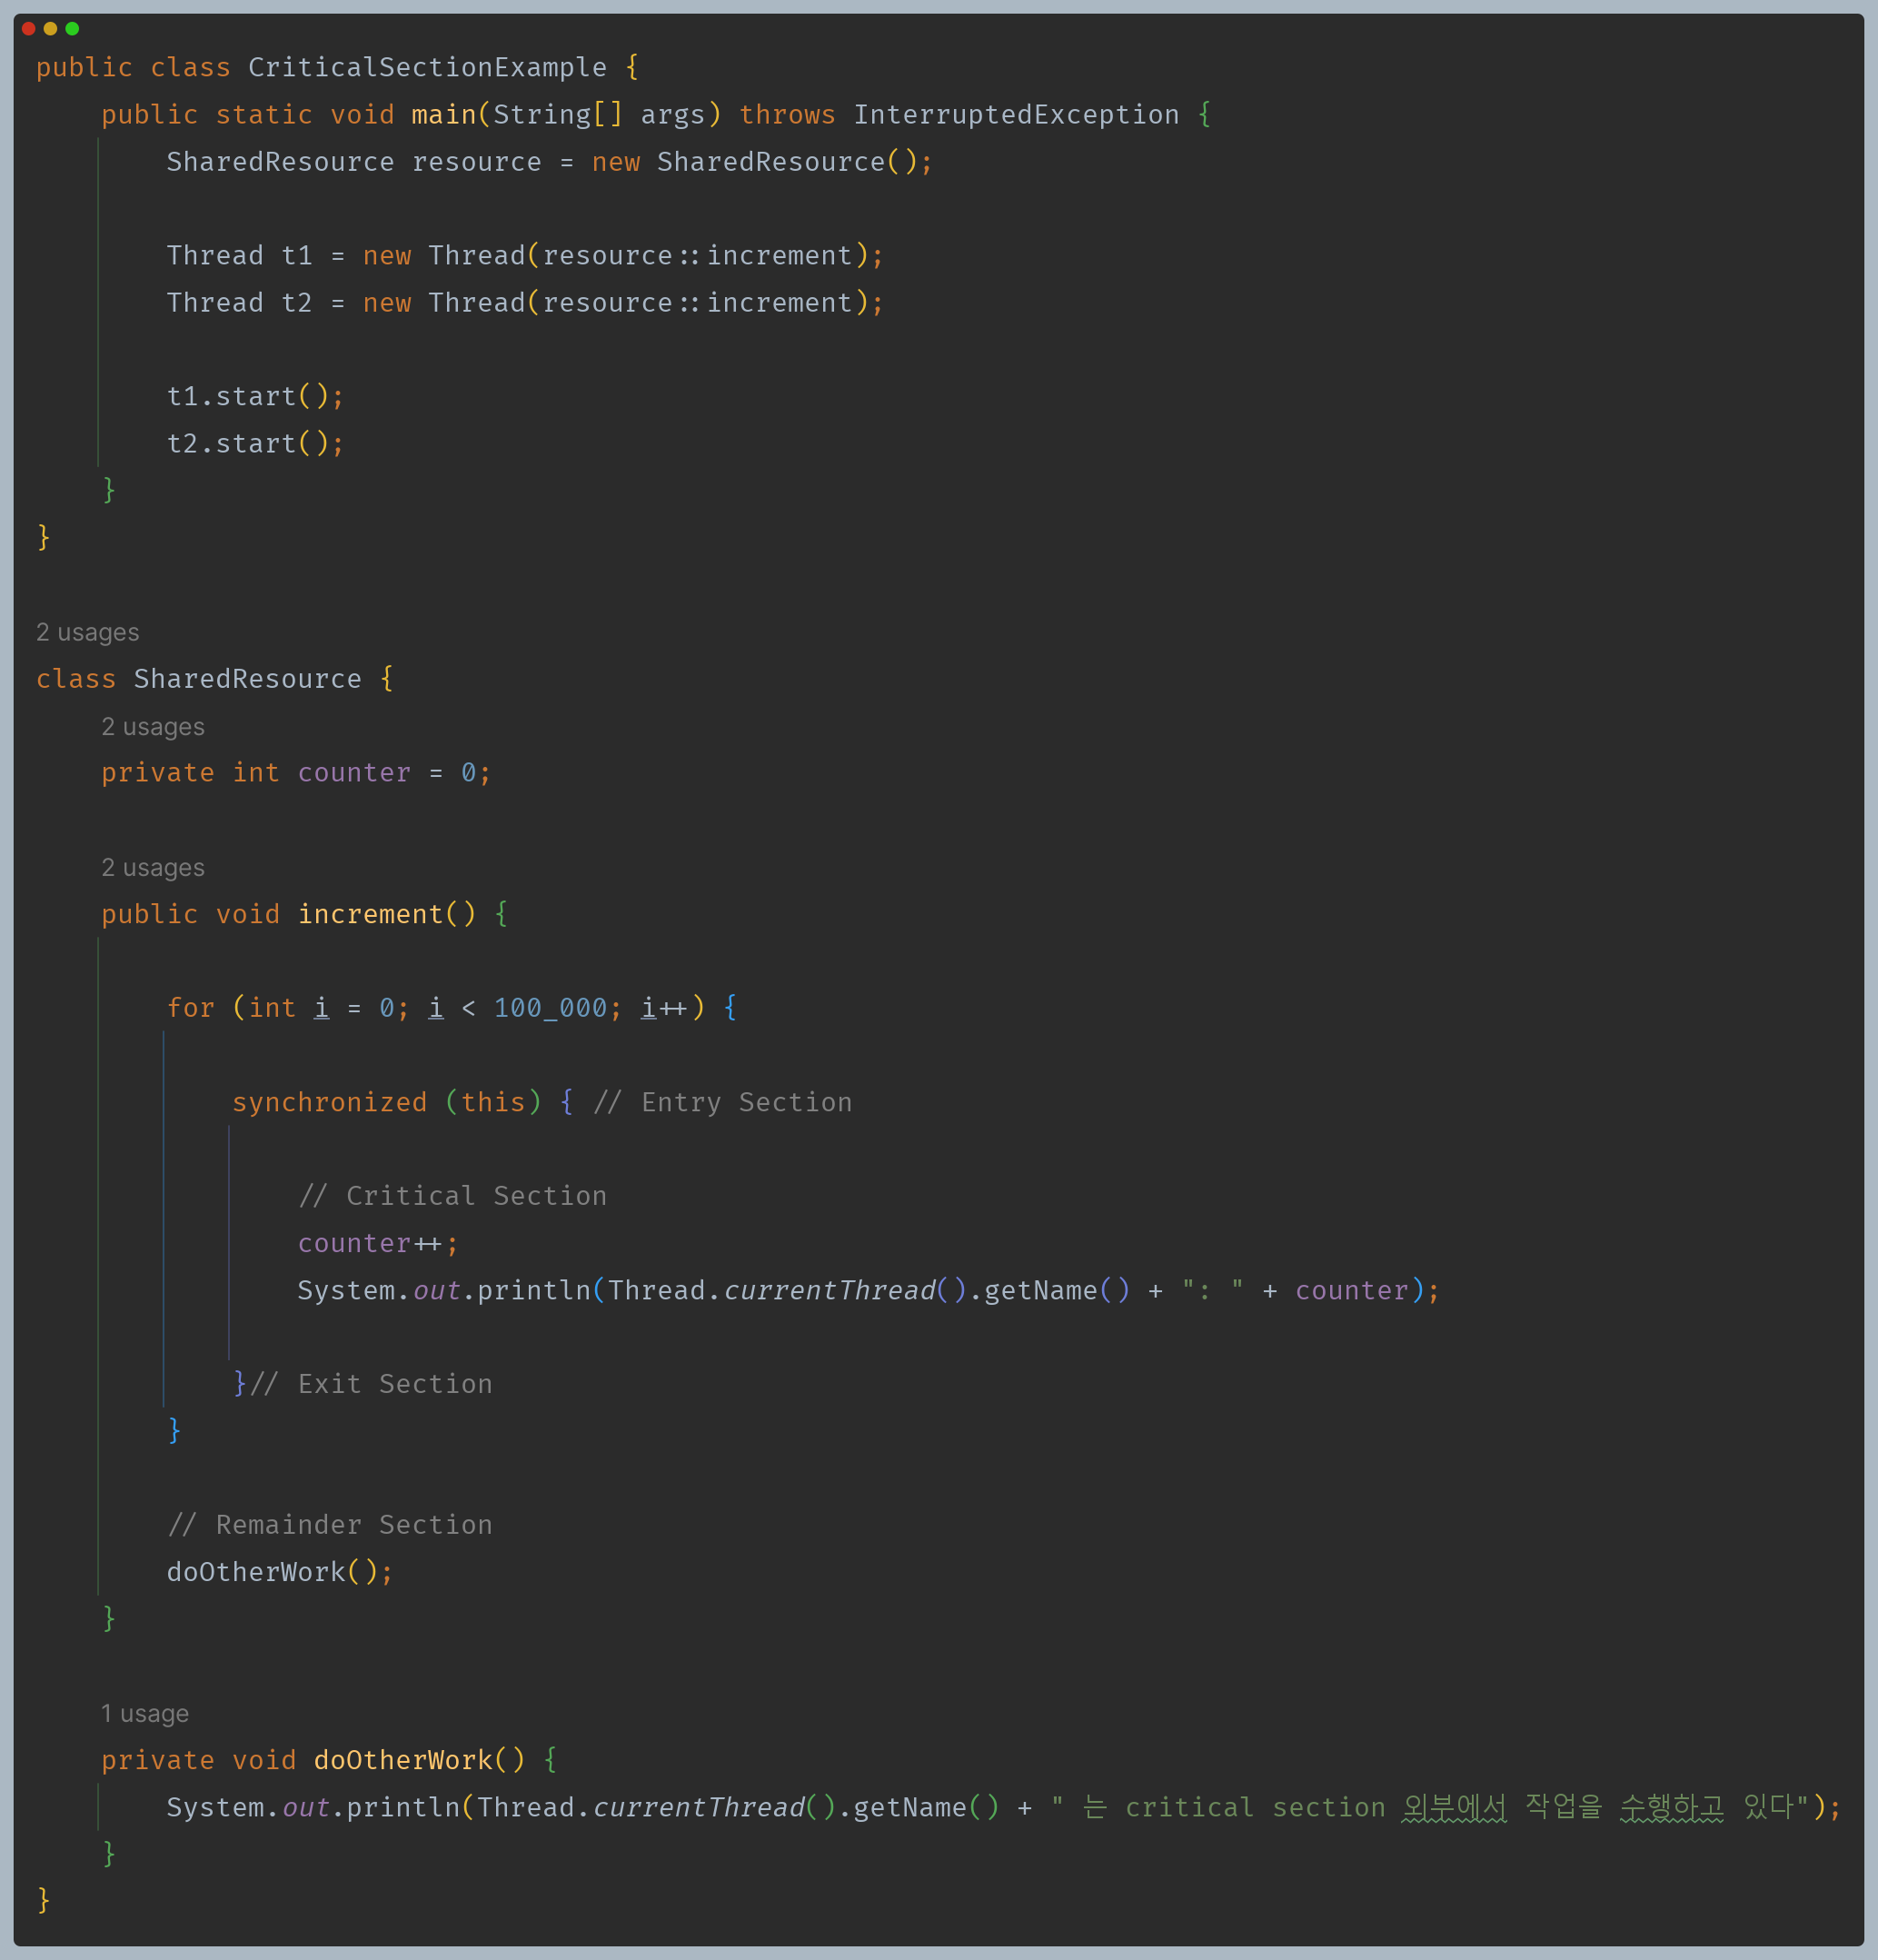 public class CriticalSectionExample {
    public static void main(String[] args) throws InterruptedException {
        SharedResource resource = new SharedResource();
        Thread t1 = new Thread(resource::increment);
        Thread t2 = new Thread(resource::increment);
        t1.start();
        t2.start();
    }
}
2 usages
class SharedResource {
    2 usages
    private int counter = 0;
    2 usages
    public void increment() {
        for (int i = 0; i < 100_000; i++) {
            synchronized (this) { // Entry Section
                // Critical Section
                counter++;
                System.out.println(Thread.currentThread().getName() + ": " + counter);
            }// Exit Section
        }
        // Remainder Section
        doOtherWork();
    }
    1 usage
    private void doOtherWork() {
        System.out.println(Thread.currentThread().getName() + " 는 critical section 외부에서 작업을 수행하고 있다");
    }
}